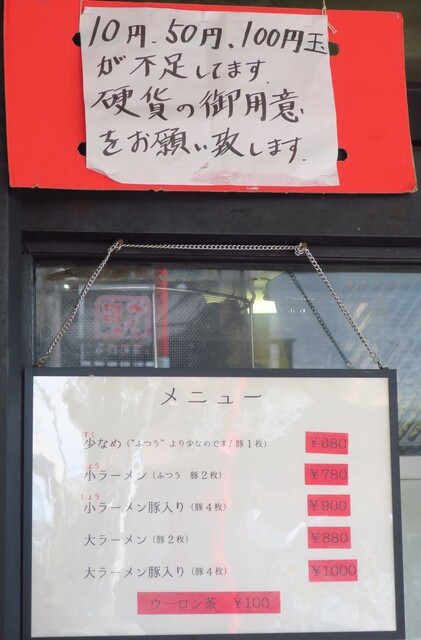 10円、50円、100円玉
が不足してます.
硬貨の御用意
をお願い致します.
メニュー
すく
少なめ("ふつう"より少なめです! 豚1枚) ¥680
しょう
小ラーメン(ふつう 豚2枚) ¥780
しょう
小ラーメン豚入り(豚4枚) ¥900
大ラーメン(豚2枚) ¥880
大ラーメン豚入り(豚4枚) ¥1000
ウーロン茶 ¥100